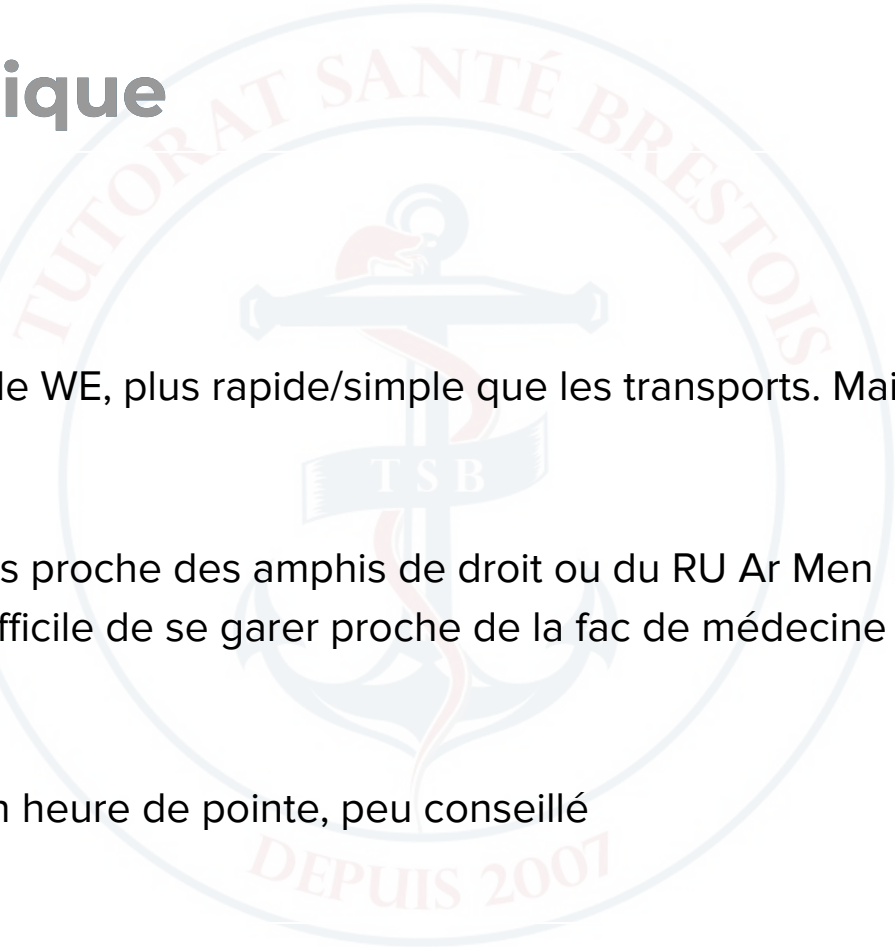 ique
TUTORAT SANTÉ BRESTOIS
le WE, plus rapide/simple que les transports. Mai
TSB
s proche des amphis de droit ou du RU Ar Men
fficile de se garer proche de la fac de médecine
n heure de pointe, peu conseillé
DEPUIS 2007